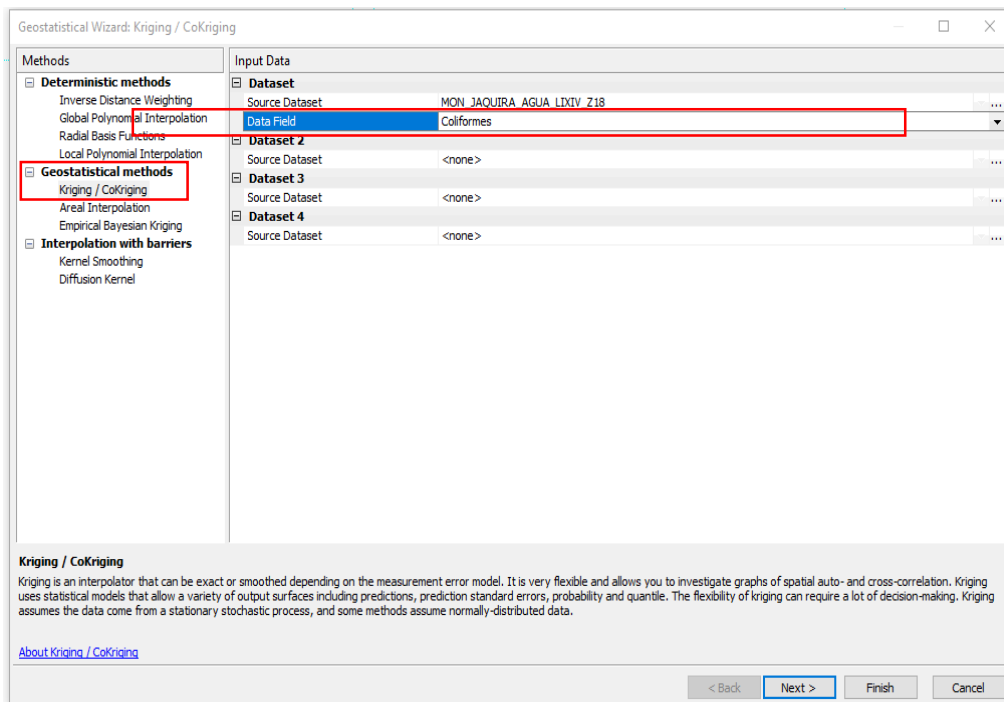 Geostatistical Wizard: Kriging / CoKriging
Methods
Deterministic methods
Inverse Distance Weighting
Global Polynomial Interpolation
Radial Basis Functions
Local Polynomial Interpolation
Geostatistical methods
Kriging / CoKriging
Areal Interpolation
Empirical Bayesian Kriging
Interpolation with barriers
Kernel Smoothing
Diffusion Kernel
Input Data
Dataset
Source Dataset MON_JAQUIRA_AGUA_LIXIV_Z18 ...
Data Field Coliformes
Dataset 2
Source Dataset <none> ...
Dataset 3
Source Dataset <none> ...
Dataset 4
Source Dataset <none> ...
Kriging / CoKriging
Kriging is an interpolator that can be exact or smoothed depending on the measurement error model. It is very flexible and allows you to investigate graphs of spatial auto- and cross-correlation. Kriging
uses statistical models that allow a variety of output surfaces including predictions, prediction standard errors, probability and quantile. The flexibility of kriging can require a lot of decision-making. Kriging
assumes the data come from a stationary stochastic process, and some methods assume normally-distributed data.
About Kriging / CoKriging
< Back Next > Finish Cancel